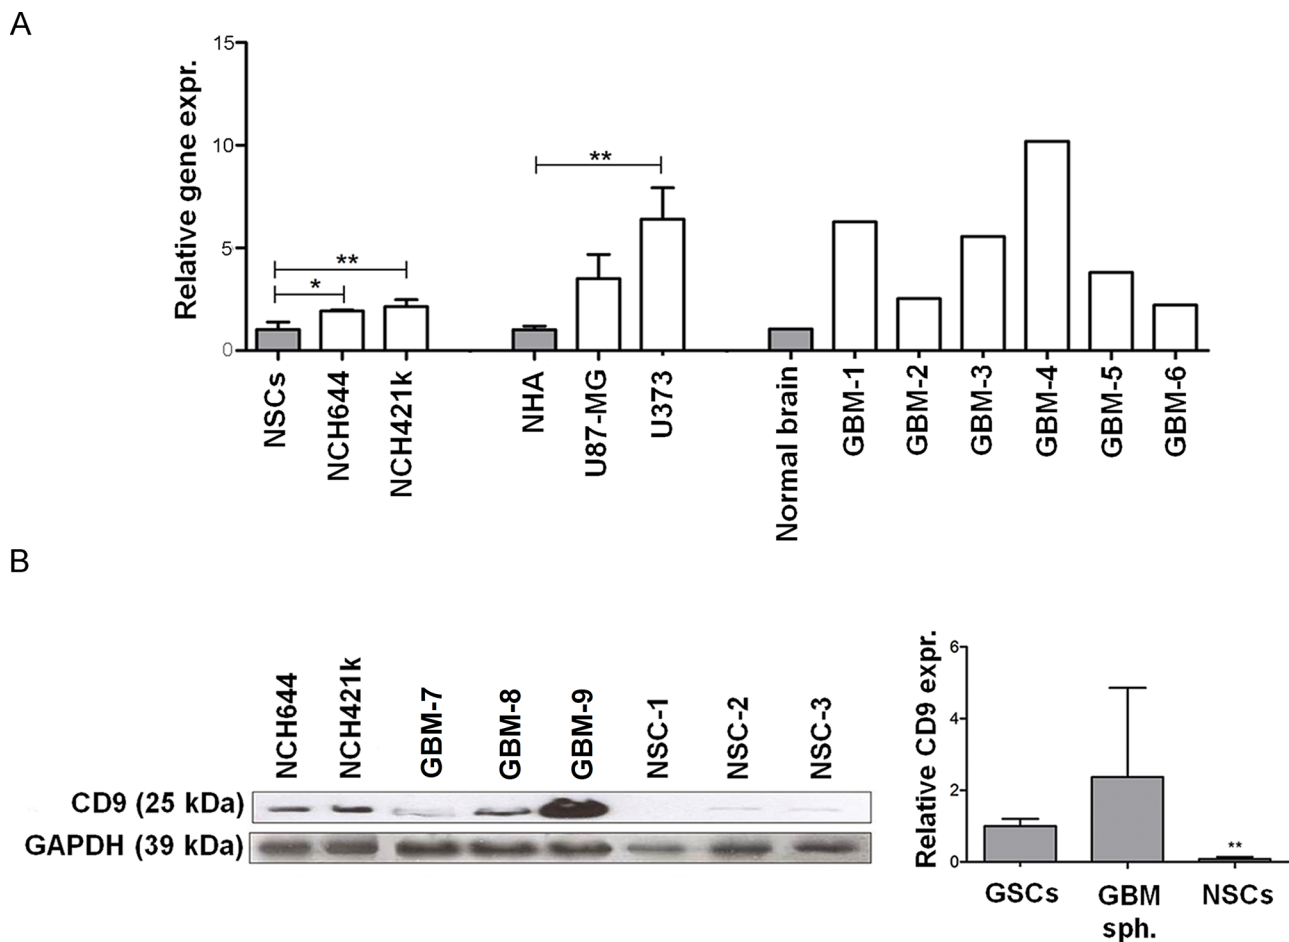 A
Relative gene expr.
15
10
5
0
**
*
**
NSCs
NCH644
NCH421k
NHA
U87-MG
U373
Normal brain
GBM-1
GBM-2
GBM-3
GBM-4
GBM-5
GBM-6
B
NCH644
NCH421k
GBM-7
GBM-8
GBM-9
NSC-1
NSC-2
NSC-3
CD9 (25 kDa)
GAPDH (39 kDa)
Relative CD9 expr.
6
4
2
0
**
GSCs
GBM
sph.
NSCs